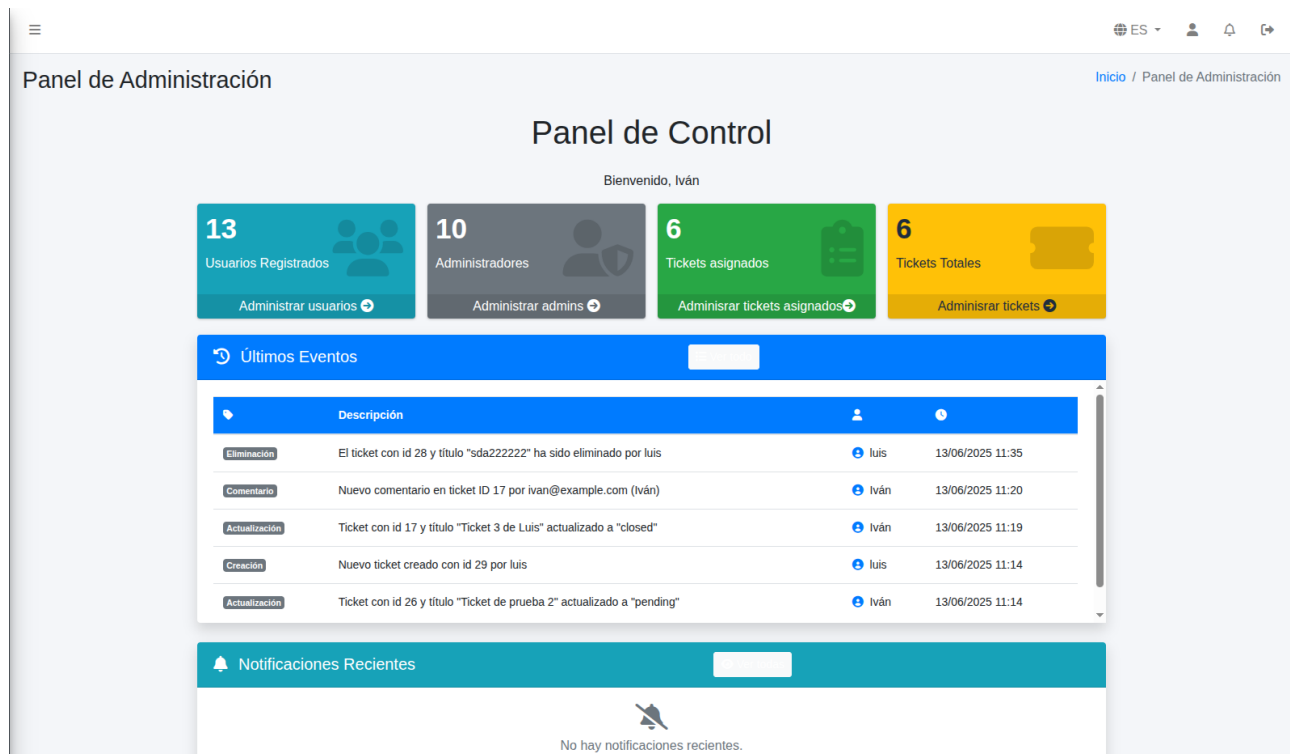 ES
Panel de Administración
Inicio / Panel de Administración
Panel de Control
Bienvenido, Iván
13
Usuarios Registrados
Administrar usuarios
10
Administradores
Administrar admins
6
Tickets asignados
Adminisrar tickets asignados
6
Tickets Totales
Adminisrar tickets
Últimos Eventos
Descripción
Eliminación El ticket con id 28 y título "sda222222" ha sido eliminado por luis luis 13/06/2025 11:35
Comentario Nuevo comentario en ticket ID 17 por ivan@example.com (Iván) Iván 13/06/2025 11:20
Actualización Ticket con id 17 y título "Ticket 3 de Luis" actualizado a "closed" Iván 13/06/2025 11:19
Creación Nuevo ticket creado con id 29 por luis luis 13/06/2025 11:14
Actualización Ticket con id 26 y título "Ticket de prueba 2" actualizado a "pending" Iván 13/06/2025 11:14
Notificaciones Recientes
No hay notificaciones recientes.